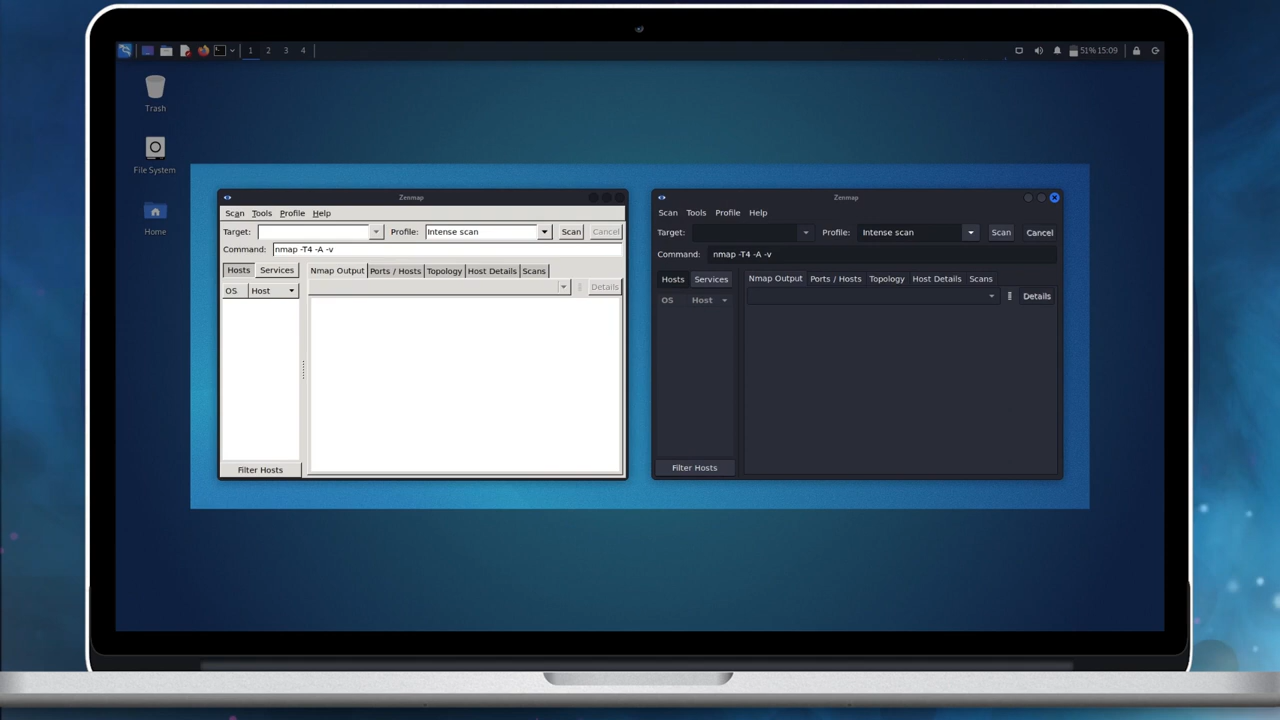 1 2 3 4
51% 15:09
Trash
File System
Home
Zenmap
Scan Tools Profile Help
Target: Profile: Intense scan Scan Cancel
Command: nmap -T4 -A -v
Hosts Services Nmap Output Ports / Hosts Topology Host Details Scans
OS Host Details
Filter Hosts
Zenmap
Scan Tools Profile Help
Target: Profile: Intense scan Scan Cancel
Command: nmap -T4 -A -v
Hosts Services Nmap Output Ports / Hosts Topology Host Details Scans
OS Host Details
Filter Hosts